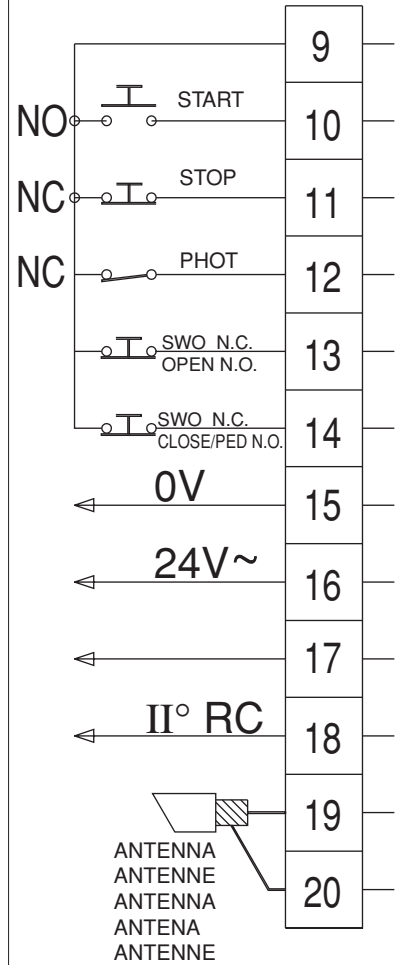 9
START
NO 10
STOP
NC 11
PHOT
NC 12
SWO N.C. 13
OPEN N.O.
SWO N.C. 14
CLOSE/PED N.O.
0V 15
24V~ 16
17
II° RC 18
19
ANTENNA
ANTENNE 20
ANTENNA
ANTENA
ANTENNE